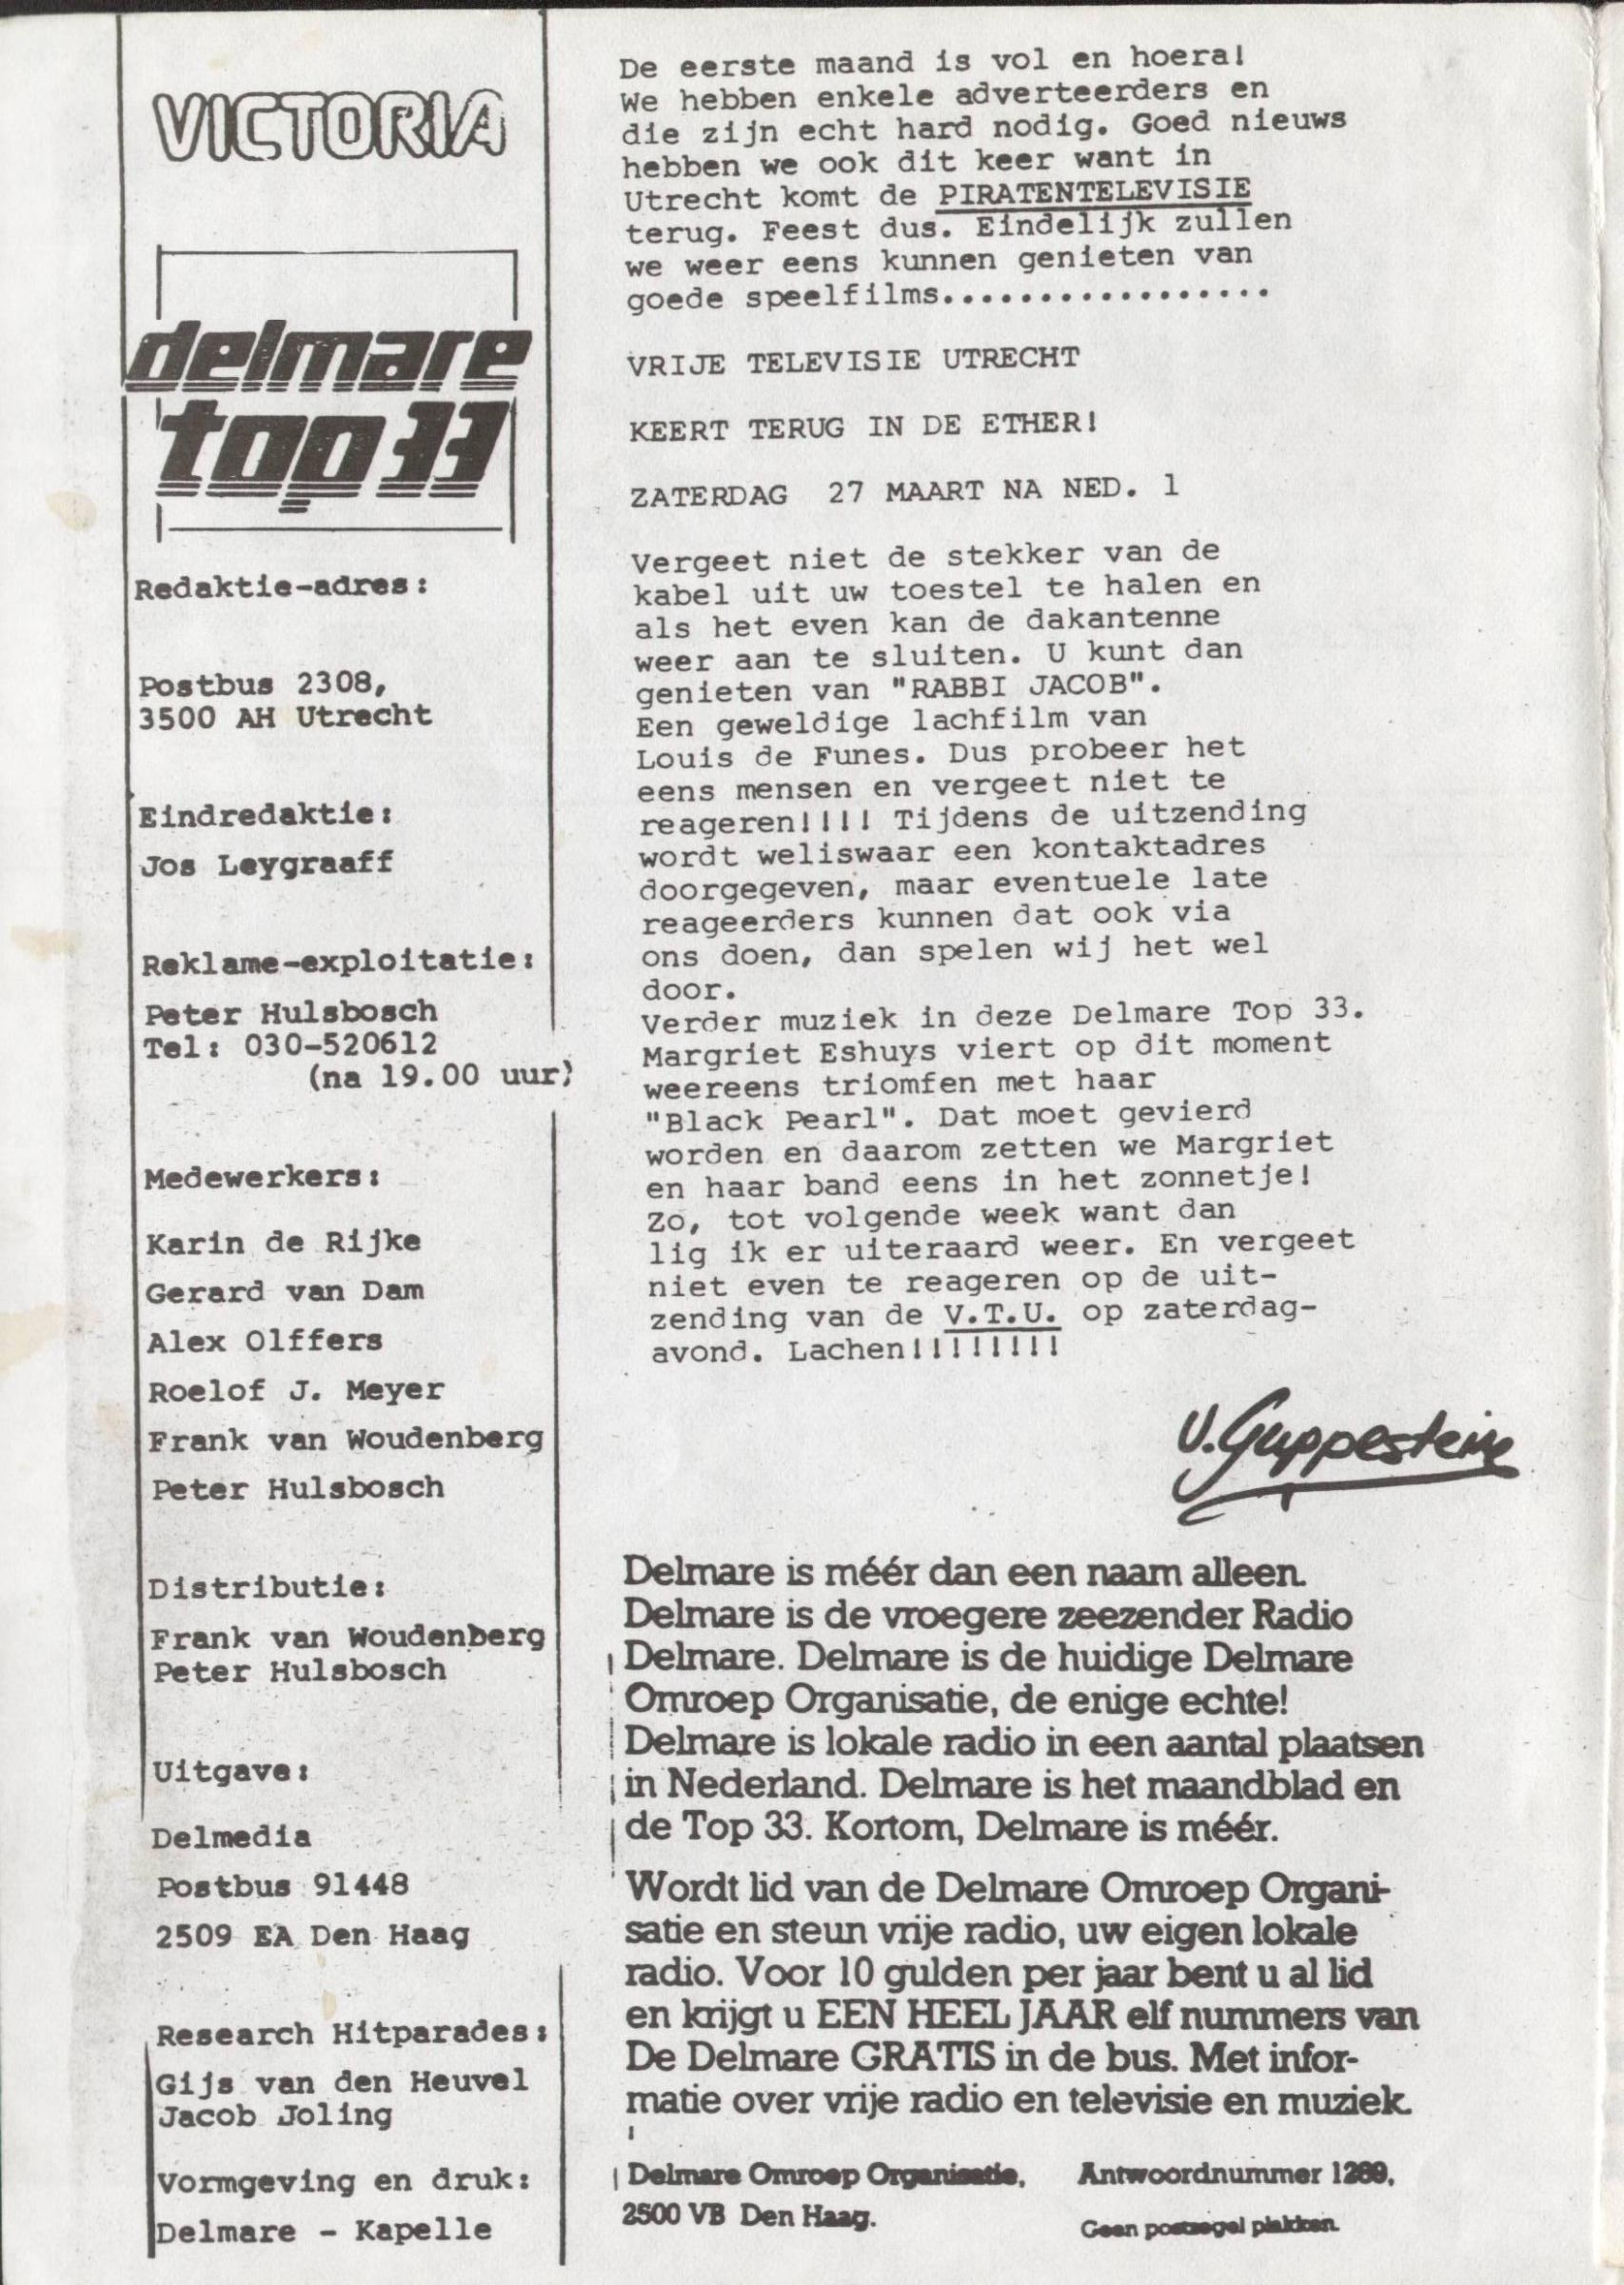 VICTORIA
delmare
top 33
Redaktie-adres:
Postbus 2308,
3500 AH Utrecht
Eindredaktie:
Jos Leygraaff
Reklame-exploitatie:
Peter Hulsbosch
Tel: 030-520612
(na 19.00 uur)
Medewerkers:
Karin de Rijke
Gerard van Dam
Alex Olffers
Roelof J. Meyer
Frank van Woudenberg
Peter Hulsbosch
Distributie:
Frank van Woudenberg
Peter Hulsbosch
Uitgave:
Delmedia
Postbus 91448
2509 EA Den Haag
Research Hitparades:
Gijs van den Heuvel
Jacob Joling
Vormgeving en druk:
Delmare - Kapelle
De eerste maand is vol en hoera!
We hebben enkele adverteerders en
die zijn echt hard nodig. Goed nieuws
hebben we ook dit keer want in
Utrecht komt de PIRATENTELEVISIE
terug. Feest dus. Eindelijk zullen
we weer eens kunnen genieten van
goede speelfilms.................
VRIJE TELEVISIE UTRECHT
KEERT TERUG IN DE ETHER!
ZATERDAG 27 MAART NA NED. 1
Vergeet niet de stekker van de
kabel uit uw toestel te halen en
als het even kan de dakantenne
weer aan te sluiten. U kunt dan
genieten van "RABBI JACOB".
Een geweldige lachfilm van
Louis de Funes. Dus probeer het
eens mensen en vergeet niet te
reageren!!!! Tijdens de uitzending
wordt weliswaar een kontaktadres
doorgegeven, maar eventuele late
reageerders kunnen dat ook via
ons doen, dan spelen wij het wel
door.
Verder muziek in deze Delmare Top 33.
Margriet Eshuys viert op dit moment
weereens triomfen met haar
"Black Pearl". Dat moet gevierd
worden en daarom zetten we Margriet
en haar band eens in het zonnetje!
Zo, tot volgende week want dan
lig ik er uiteraard weer. En vergeet
niet even te reageren op de uit-
zending van de V.T.U. op zaterdag-
avond. Lachen!!!!!!!!
Delmare is méér dan een naam alleen.
Delmare is de vroegere zeezender Radio
Delmare. Delmare is de huidige Delmare
Omroep Organisatie, de enige echte!
Delmare is lokale radio in een aantal plaatsen
in Nederland. Delmare is het maandblad en
de Top 33. Kortom, Delmare is méér.
Wordt lid van de Delmare Omroep Organi-
satie en steun vrije radio, uw eigen lokale
radio. Voor 10 gulden per jaar bent u al lid
en krijgt u EEN HEEL JAAR elf nummers van
De Delmare GRATIS in de bus. Met infor-
matie over vrije radio en televisie en muziek.
Delmare Omroep Organisatie, Antwoordnummer
2500 VB Den Haag.
Geen postzegel plakken.